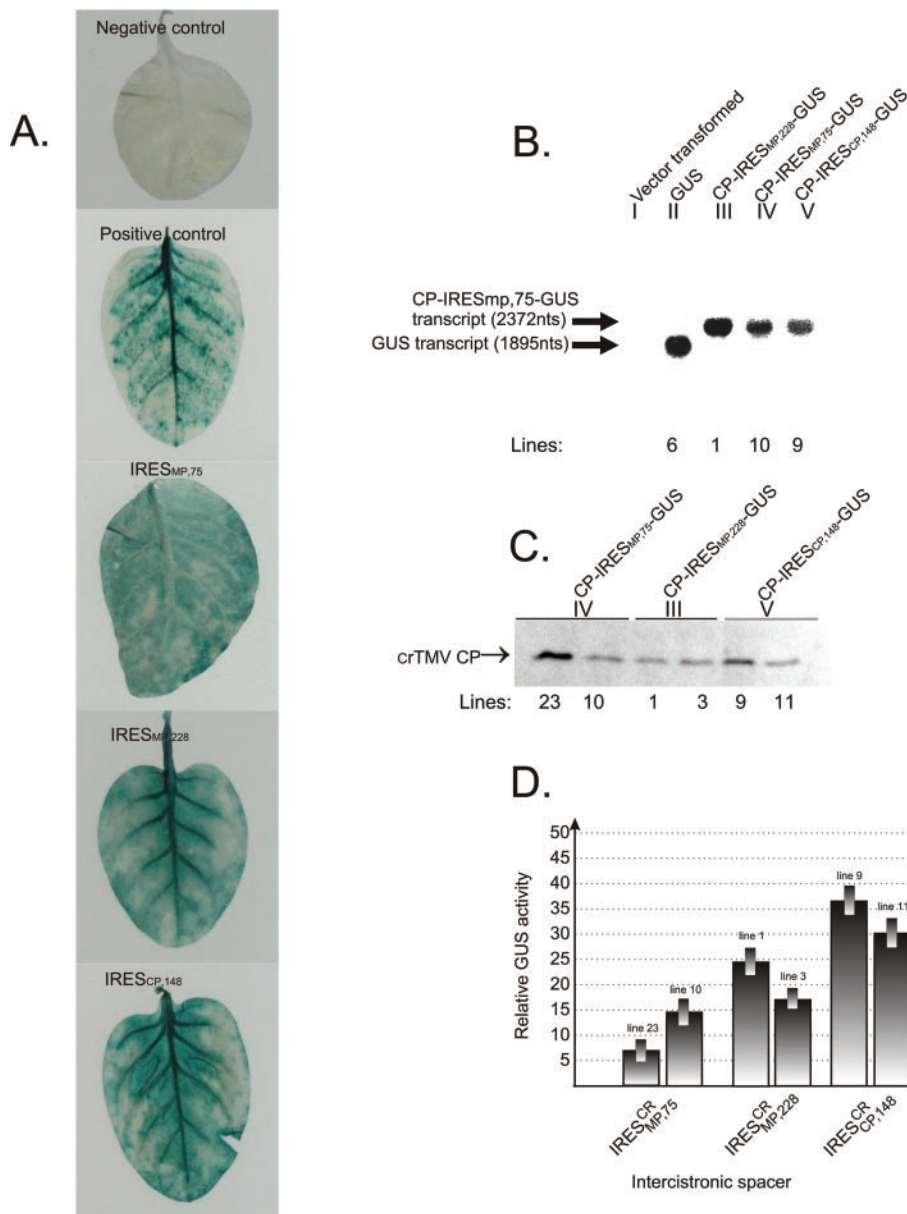 A.
Negative control
Positive control
IRESMP,75
IRESMP,228
IRESCP,148
B.
Vector transformed
GUS
CP-IRESMP,228-GUS
CP-IRESMP,75-GUS
CP-IRESCP,148-GUS
I II III IV V
CP-IRESmp,75-GUS
transcript (2372nts)
GUS transcript (1895nts)
Lines: 6 1 10 9
C.
CP-IRESMP,75-GUS
CP-IRESMP,228-GUS
CP-IRESCP,148-GUS
IV III V
crTMV CP
Lines: 23 10 1 3 9 11
D.
Relative GUS activity
50
45
40
35
30
25
20
15
10
5
line 23
line 10
line 1
line 3
line 9
line 11
IRESCRMP,75
IRESCRMP,228
IRESCRCP,148
Intercistronic spacer